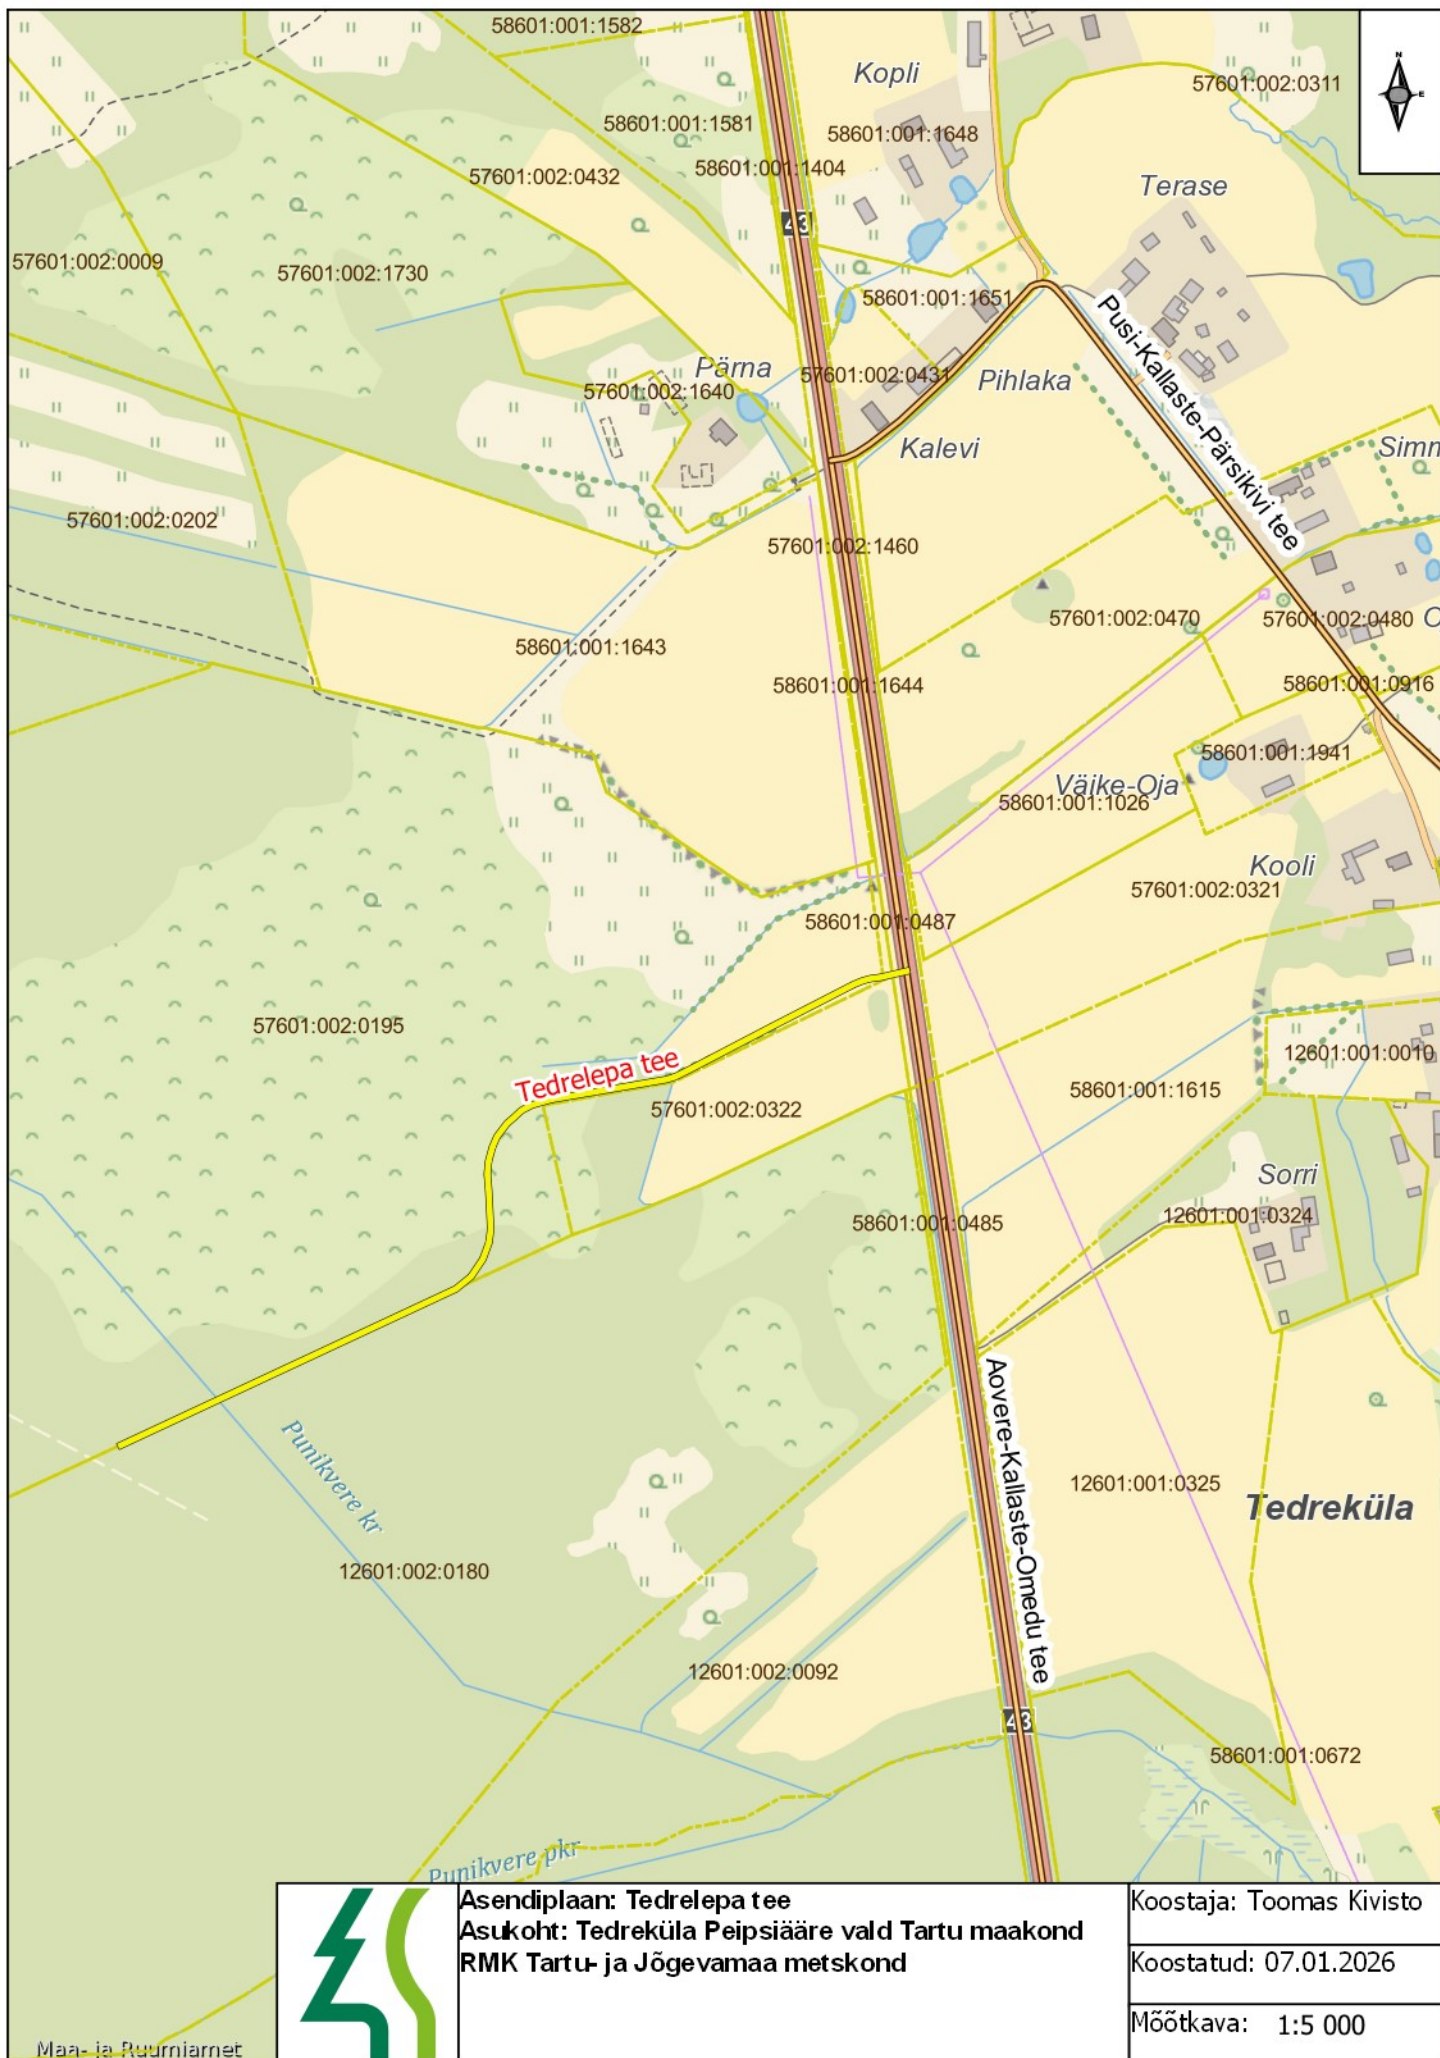 58601:001:1582
N
E
Kopli
57601:002:0311
58601:001:1581
58601:001:1648
58601:001:1404
57601:002:0432
Terase
43
57601:002:0009
57601:002:1730
58601:001:1651
Pusi-Kallaste-Pärsikivi tee
Pärna
57601:002:0431
Pihlaka
57601:002:1640
Kalevi
Simm
57601:002:0202
57601:002:1460
57601:002:0470
57601:002:0480
58601:001:1643
58601:001:1644
58601:001:0916
58601:001:1941
Väike-Oja
58601:001:1026
Kooli
57601:002:0321
58601:001:0487
57601:002:0195
12601:001:0010
Tedrelepa tee
58601:001:1615
57601:002:0322
Sorri
12601:001:0324
58601:001:0485
Aovere-Kallaste-Omedu tee
Punikvere kr
12601:001:0325
Tedreküla
12601:002:0180
12601:002:0092
43
58601:001:0672
Punikvere pkr
Asendiplaan: Tedrelepa tee
Asukoht: Tedreküla Peipsiääre vald Tartu maakond
RMK Tartu- ja Jõgevamaa metskond
Koostaja: Toomas Kivisto
Koostatud: 07.01.2026
Mõõtkava: 1:5 000
Maa- ja Ruumiamet